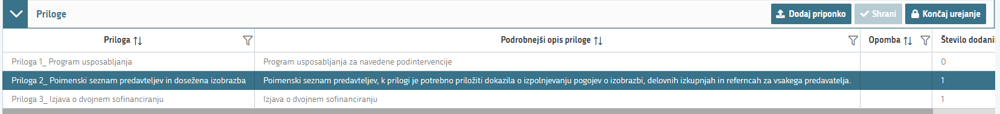 Priloge Dodaj priponko Shrani Končaj urejanje
Priloga Podrobnejši opis priloge Opomba Število
Priloga 1_ Program usposabljanja Program usposabljanja za navedene podintervencije 0
Priloga 2_ Poimenski seznam predavteljev in dosežena izobrazba Poimenski seznam predavteljev, k prilogi je potrebno priložiti dokazila o izpolnjevanju pogojev o izobrazbi, delovnih izkupnjah in referncah za vsakega predavatelja. 1
Priloga 3_ Izjava o dvojnem sofinanciranju Izjava o dvojnem sofinanciranju 1